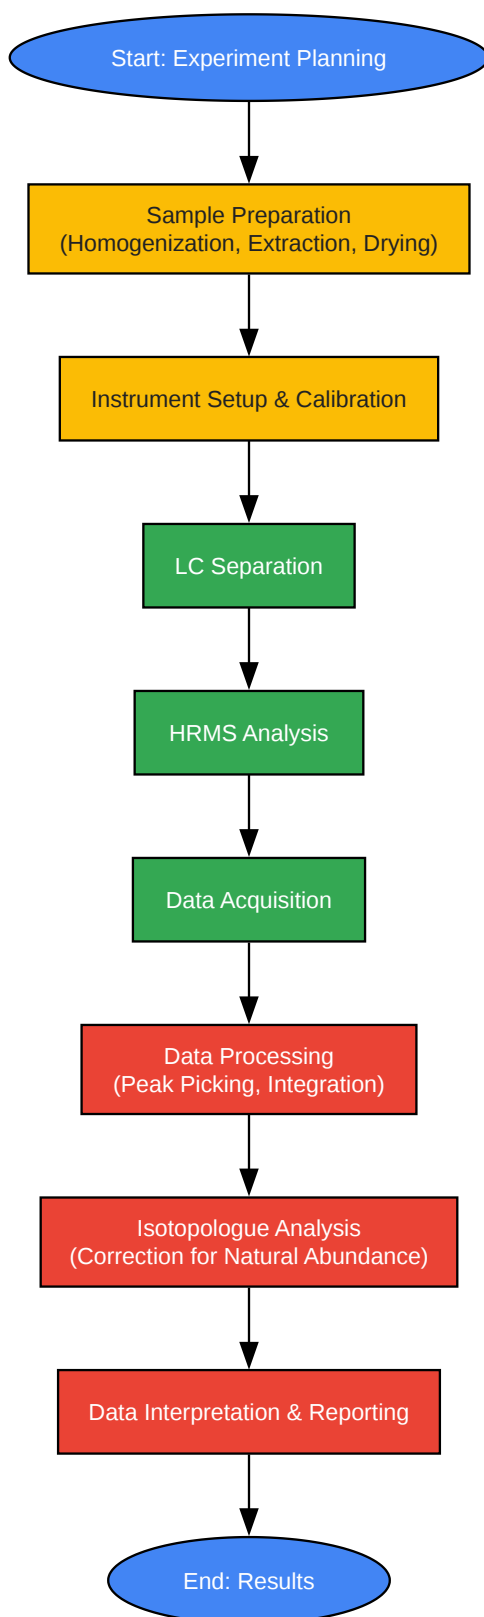 Start: Experiment Planning
Sample Preparation
(Homogenization, Extraction, Drying)
Instrument Setup & Calibration
LC Separation
HRMS Analysis
Data Acquisition
Data Processing
(Peak Picking, Integration)
Isotopologue Analysis
(Correction for Natural Abundance)
Data Interpretation & Reporting
End: Results